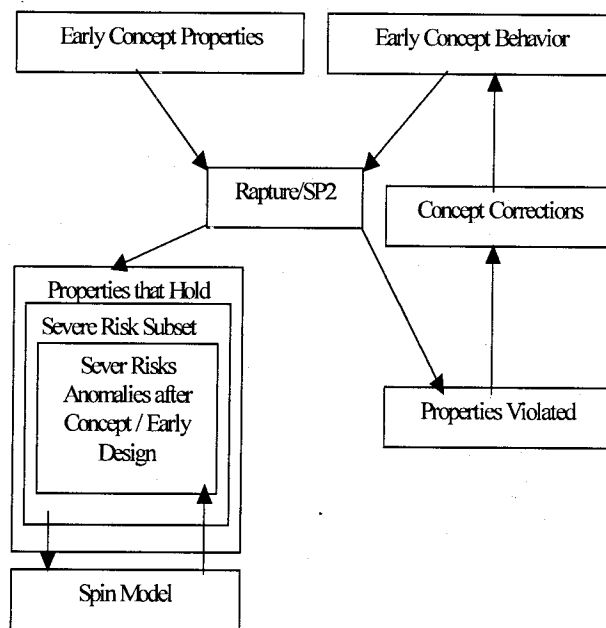 Early Concept Properties
Early Concept Behavior
Rapture/SP2
Concept Corrections
Properties that Hold
Severe Risk Subset
Sever Risks
Anomalies after
Concept / Early
Design
Properties Violated
Spin Model